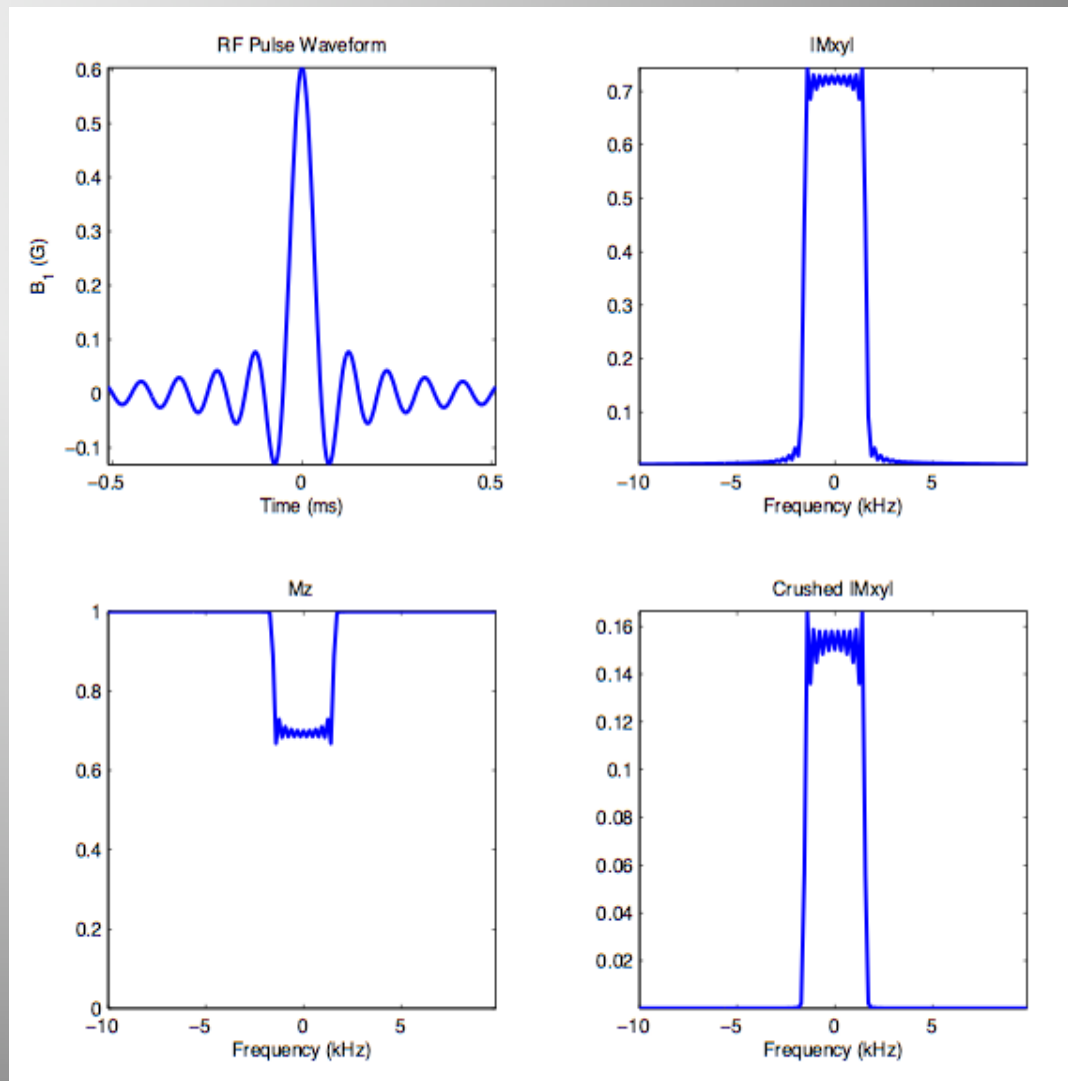 RF Pulse Waveform
0.6
0.5
0.4
0.3
0.2
0.1
0
−0.1
B1 (G)
−0.5 0 0.5
Time (ms)
|Mxy|
0.7
0.6
0.5
0.4
0.3
0.2
0.1
−10 −5 0 5
Frequency (kHz)
Mz
1
0.8
0.6
0.4
0.2
0
−10 −5 0 5
Frequency (kHz)
Crushed |Mxy|
0.16
0.14
0.12
0.1
0.08
0.06
0.04
0.02
−10 −5 0 5
Frequency (kHz)